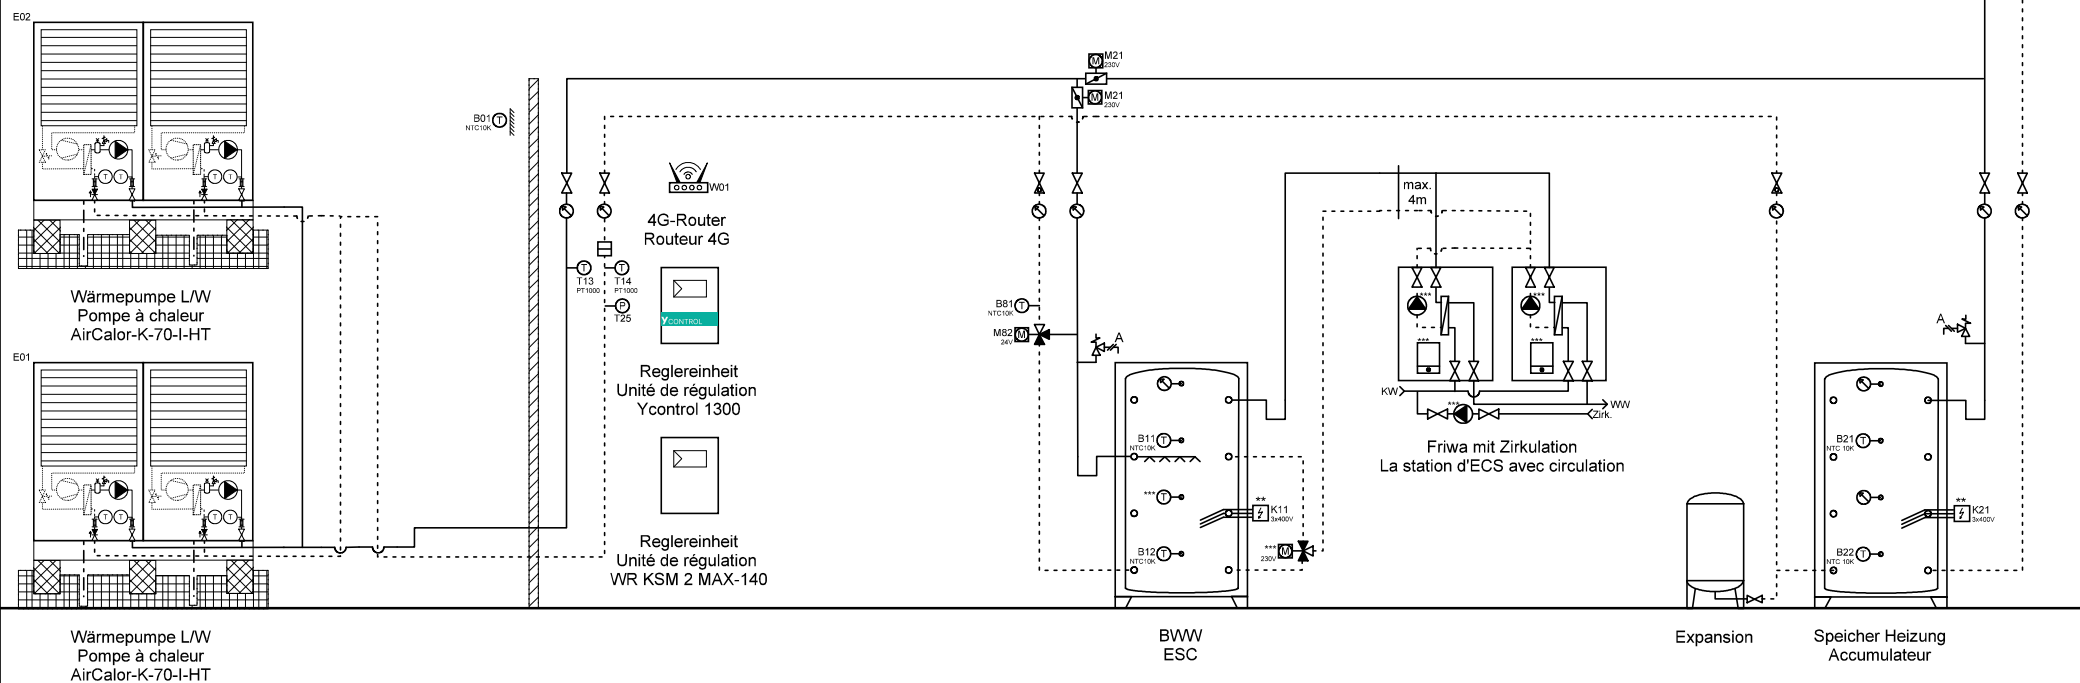 E02
Wärmepumpe L/W
Pompe à chaleur
AirCalor-K-70-I-HT
E01
Wärmepumpe L/W
Pompe à chaleur
AirCalor-K-70-I-HT
T T
T T
T T
T T
B01 T
NTC10K
W01
4G-Router
Routeur 4G
T
T13
PT1000
T
T14
PT1000
P
T25
YCONTROL
Reglereinheit
Unité de régulation
Ycontrol 1300
Reglereinheit
Unité de régulation
WR KSM 2 MAX-140
M M21
230V
M M21
230V
B81 T
NTC10K
M82 M
24V
A
B11 T
NTC10K
*** T
B12 T
NTC10K
**
K11
3x400V
*** M
230V
BWW
ESC
max.
4m
***
***
***
***
KW
WW
***
Zirk.
Friwa mit Zirkulation
La station d'ECS avec circulation
Expansion
A
B21 T
NTC 10K
**
K21
3x400V
B22 T
NTC 10K
Speicher Heizung
Accumulateur